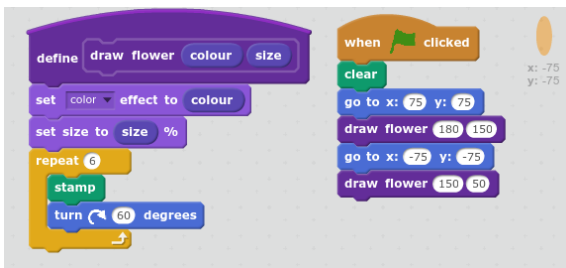 define draw flower colour size
set color effect to colour
set size to size %
repeat 6
stamp
turn 60 degrees
when clicked
clear
go to x: 75 y: 75
draw flower 180 150
go to x: -75 y: -75
draw flower 150 50
x: -75
y: -75